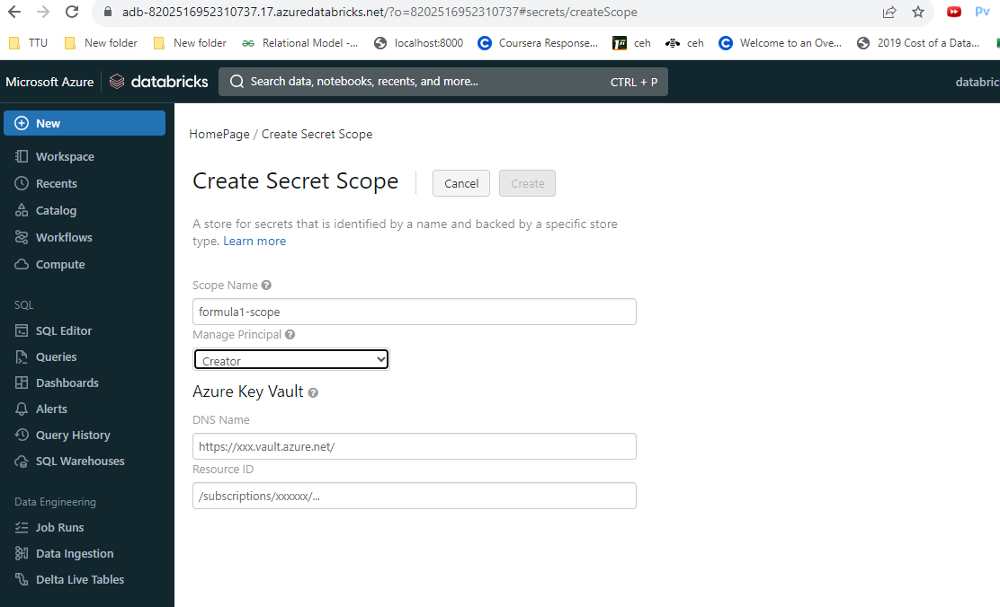 adb-8202516952310737.17.azuredatabricks.net/?o=8202516952310737#secrets/createScope
TTU New folder New folder Relational Model -... localhost:8000 Coursera Response... ceh ceh Welcome to an Ove... 2019 Cost of a Data...
Microsoft Azure databricks Search data, notebooks, recents, and more... CTRL + P databric
New
Workspace
Recents
Catalog
Workflows
Compute
SQL
SQL Editor
Queries
Dashboards
Alerts
Query History
SQL Warehouses
Data Engineering
Job Runs
Data Ingestion
Delta Live Tables
HomePage / Create Secret Scope
Create Secret Scope Cancel Create
A store for secrets that is identified by a name and backed by a specific store
type. Learn more
Scope Name
formula1-scope
Manage Principal
Creator
Azure Key Vault
DNS Name
https://xxx.vault.azure.net/
Resource ID
/subscriptions/xxxxxx/...